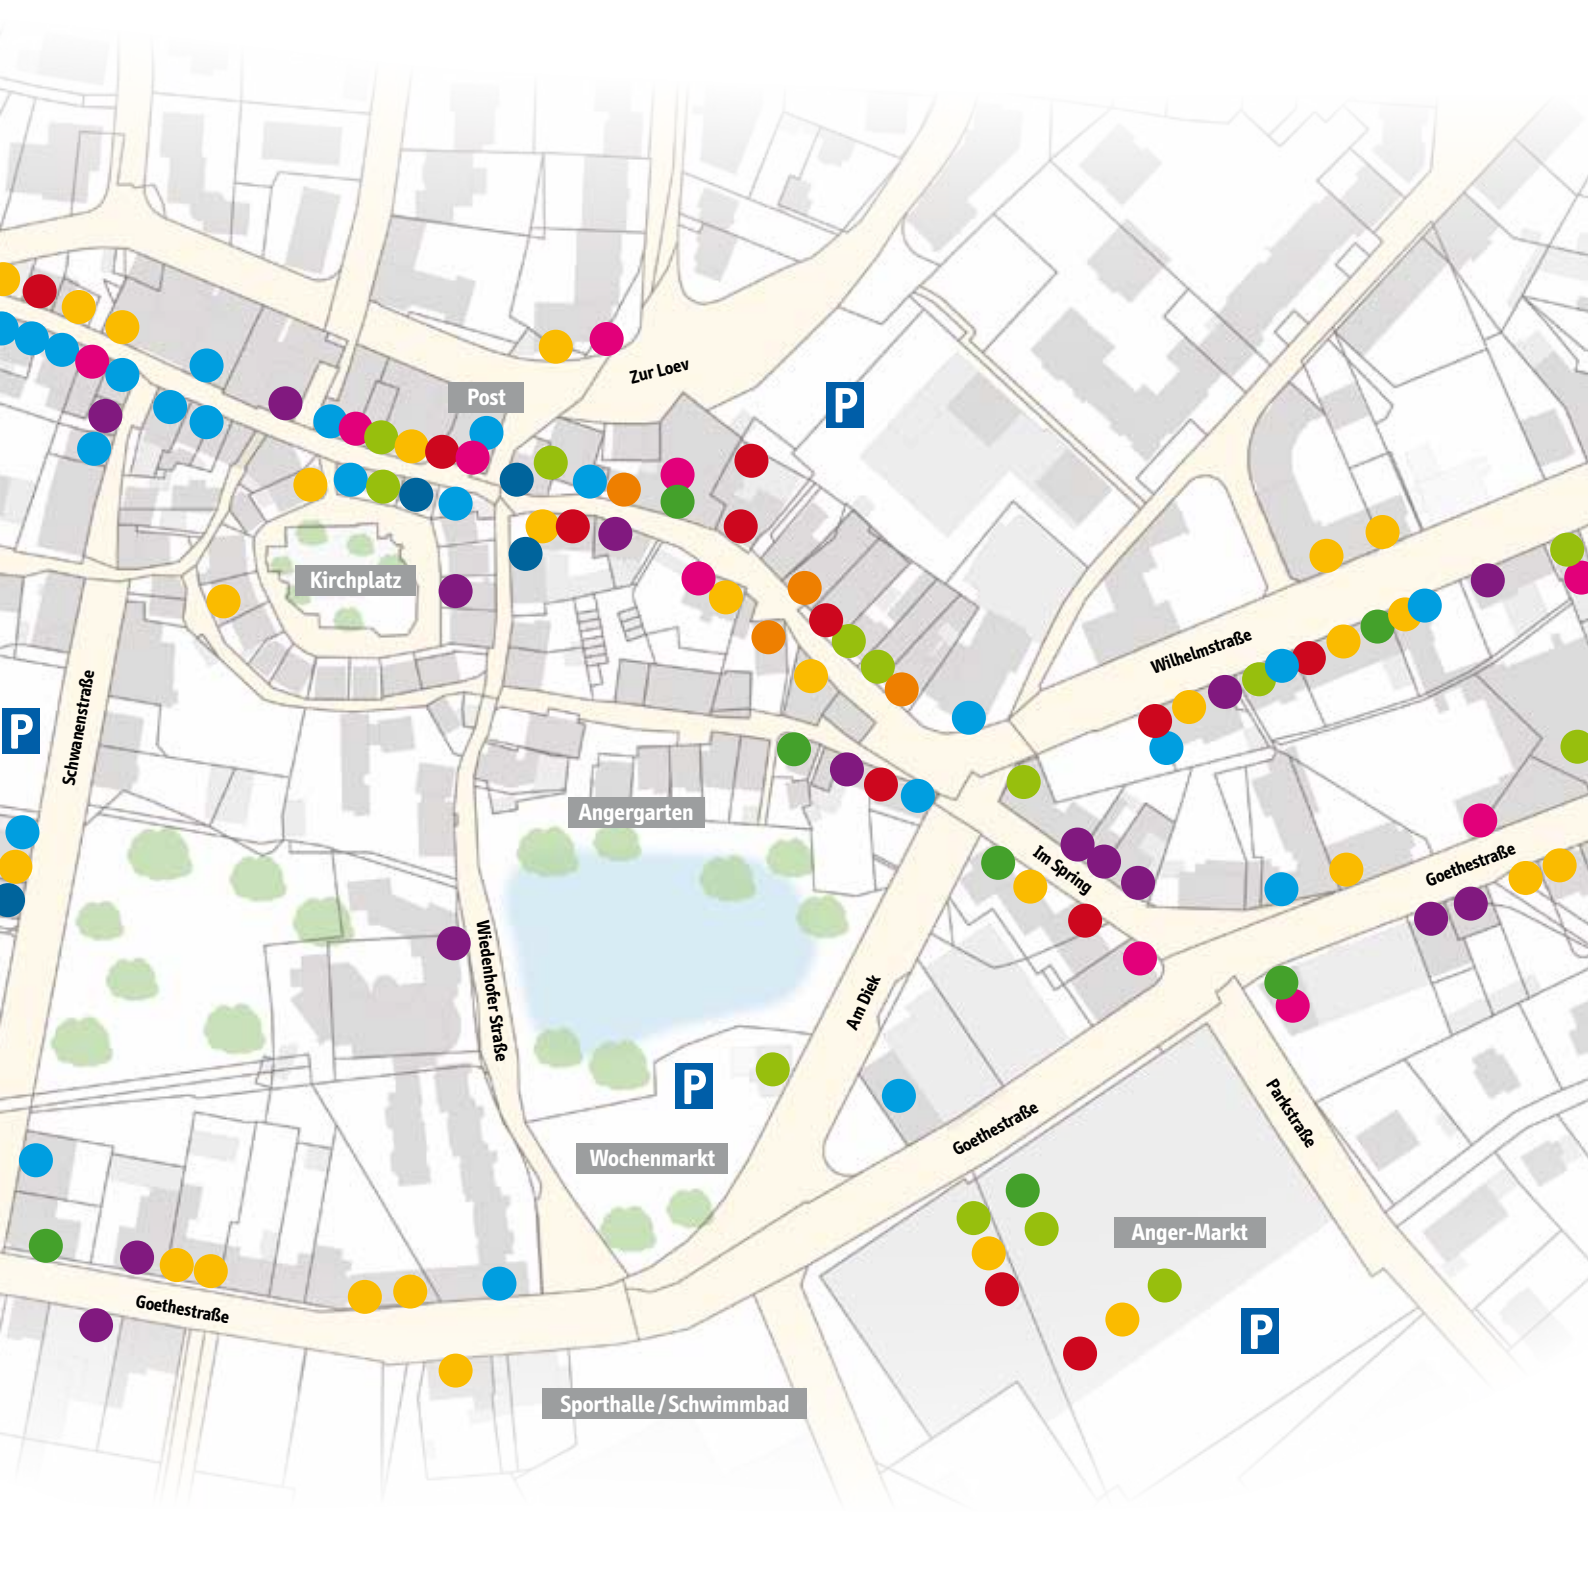 Zur Loev
Post
P
Kirchplatz
Wilhelmstraße
Schwanenstraße
P
Angergarten
Im Spring
Goethestraße
Wiedenhofer Straße
Am Diek
P
Goethestraße
Parkstraße
Wochenmarkt
Anger-Markt
Goethestraße
P
Sporthalle / Schwimmbad